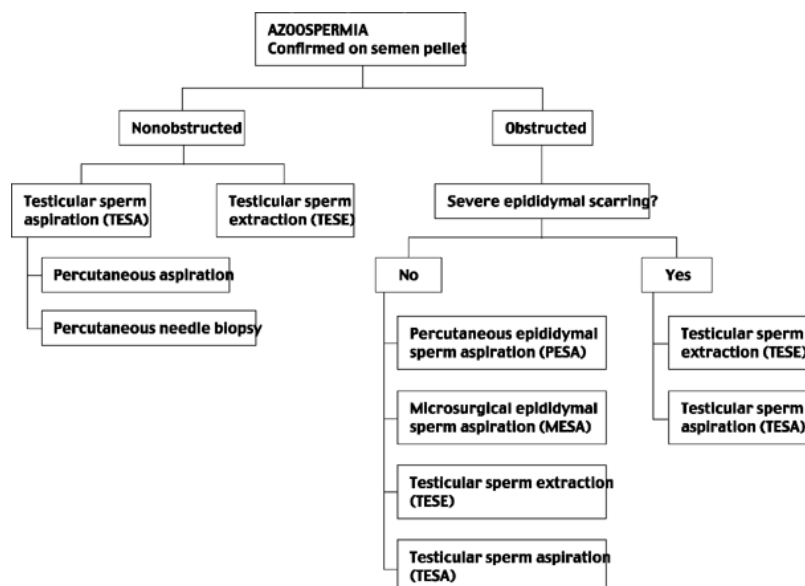 AZOOSPERMIA
Confirmed on semen pellet
Nonobstructed
Obstructed
Testicular sperm
aspiration (TESA)
Testicular sperm
extraction (TESE)
Severe epididymal scarring?
Percutaneous aspiration
Percutaneous needle biopsy
No
Yes
Percutaneous epididymal
sperm aspiration (PESA)
Microsurgical epididymal
sperm aspiration (MESA)
Testicular sperm extraction
(TESE)
Testicular sperm aspiration
(TESA)
Testicular sperm
extraction (TESE)
Testicular sperm
aspiration (TESA)